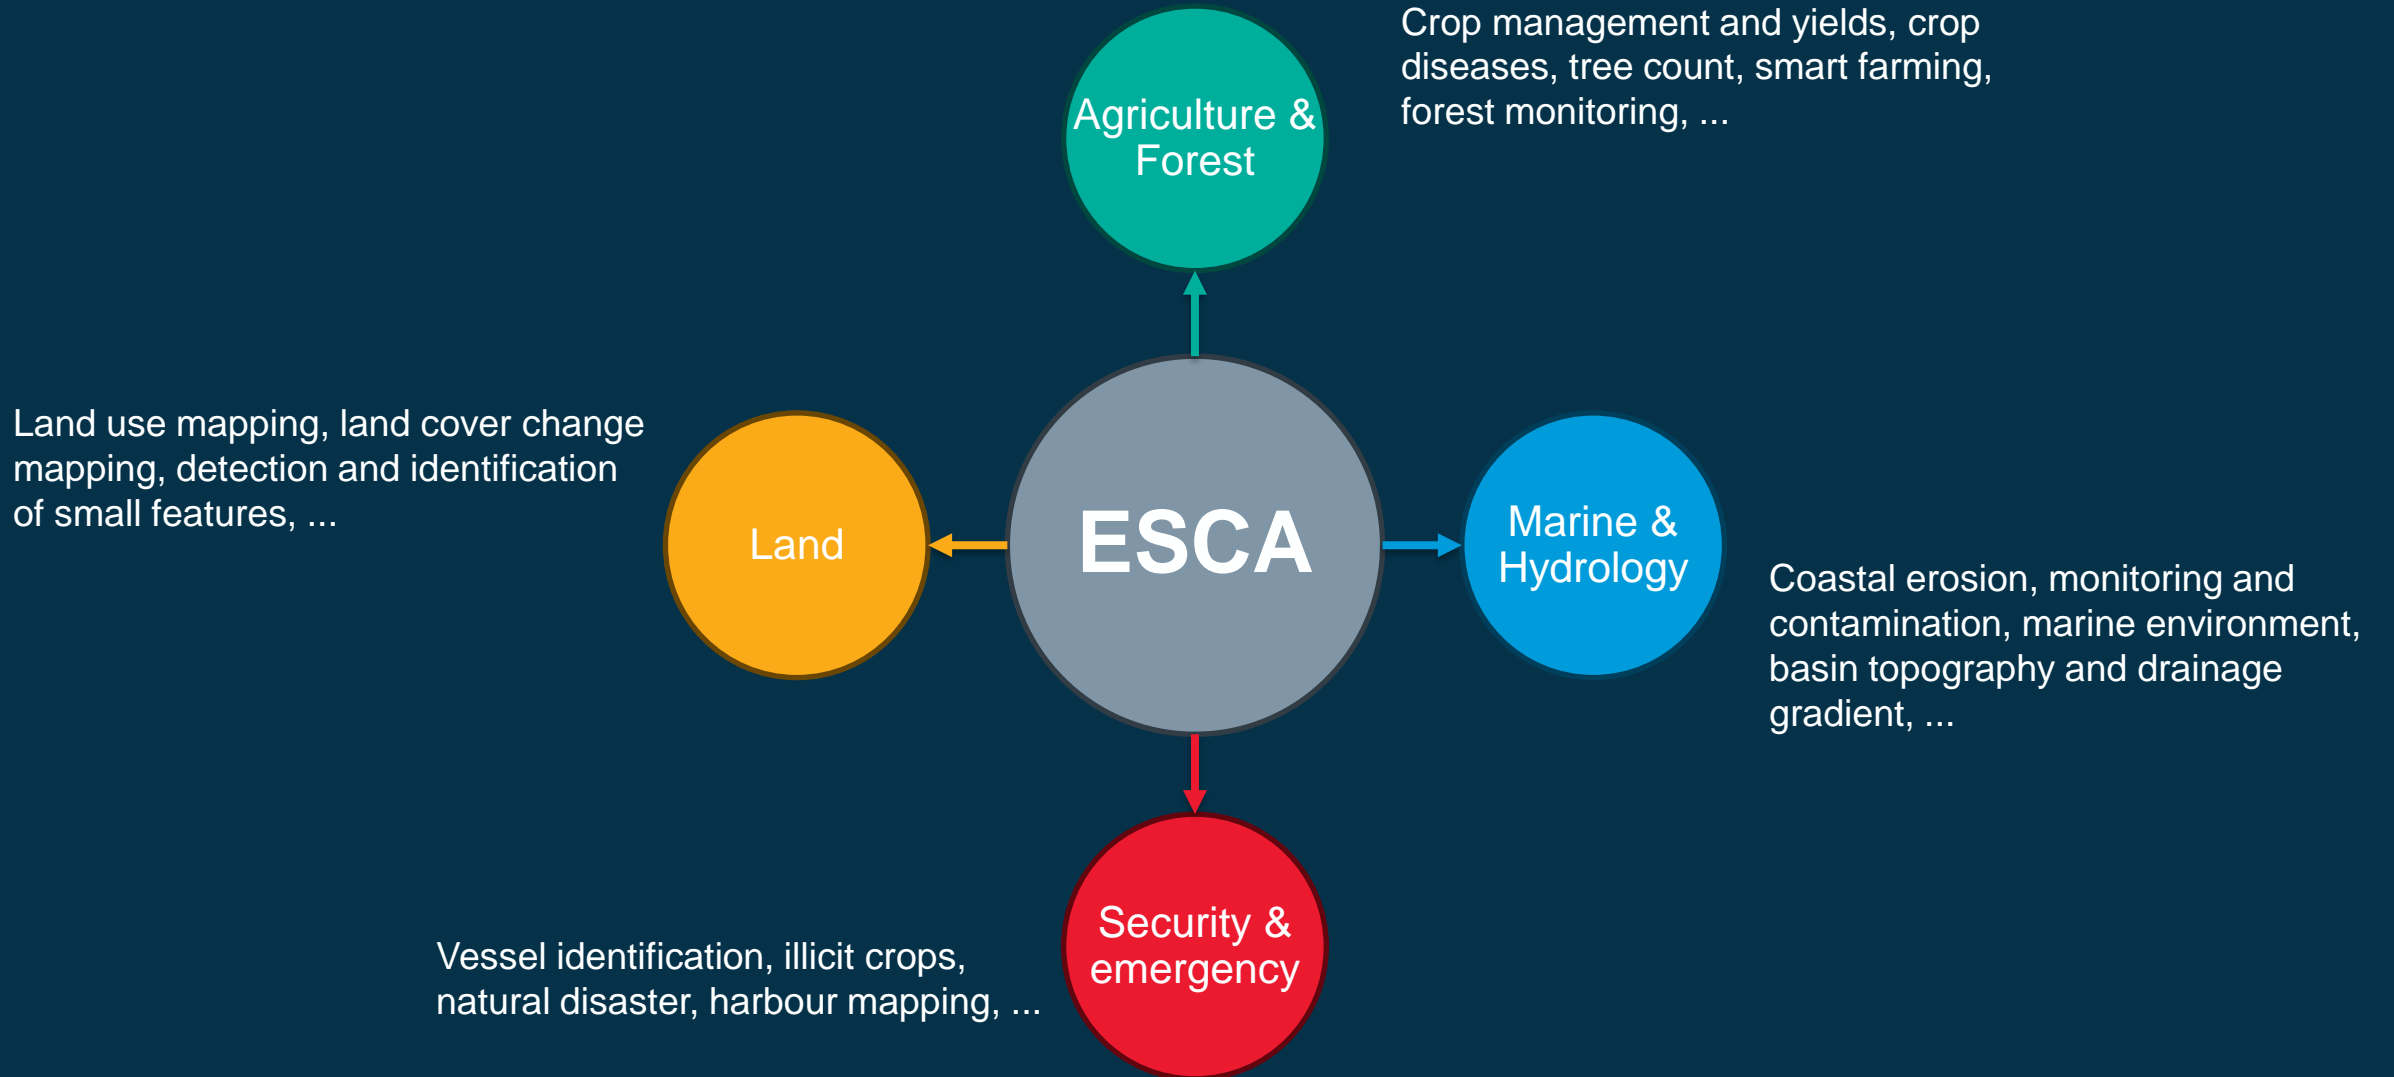 Crop management and yields, crop
diseases, tree count, smart farming,
forest monitoring, ...
Agriculture &
Forest
Land use mapping, land cover change
mapping, detection and identification
of small features, ...
Land
ESCA
Marine &
Hydrology
Coastal erosion, monitoring and
contamination, marine environment,
basin topography and drainage
gradient, ...
Security &
emergency
Vessel identification, illicit crops,
natural disaster, harbour mapping, ...